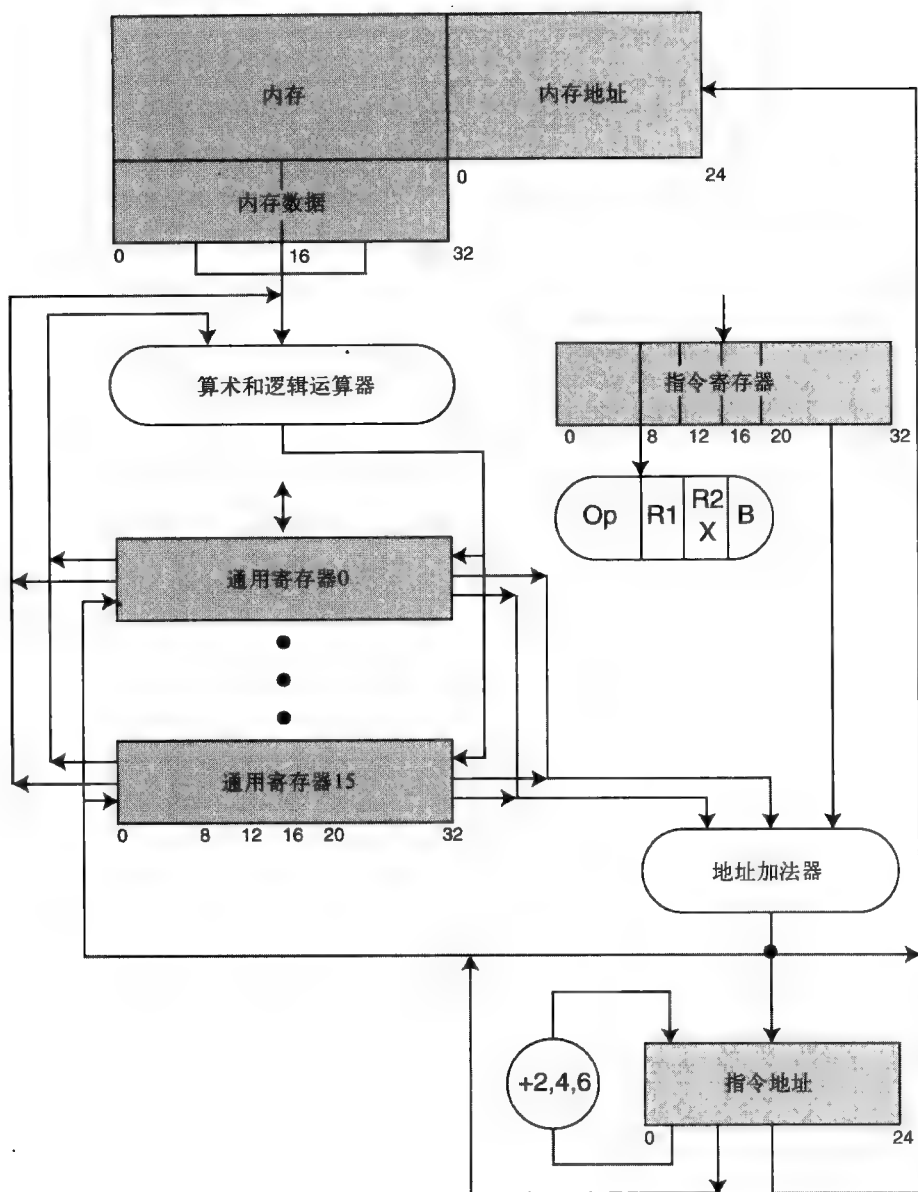 内存
内存地址
0 24
内存数据
0 16 32
算术和逻辑运算器
指令寄存器
0 8 12 16 20 32
Op R1 R2 X B
通用寄存器0
通用寄存器15
0 8 12 16 20 32
地址加法器
+2,4,6
指令地址
0 24